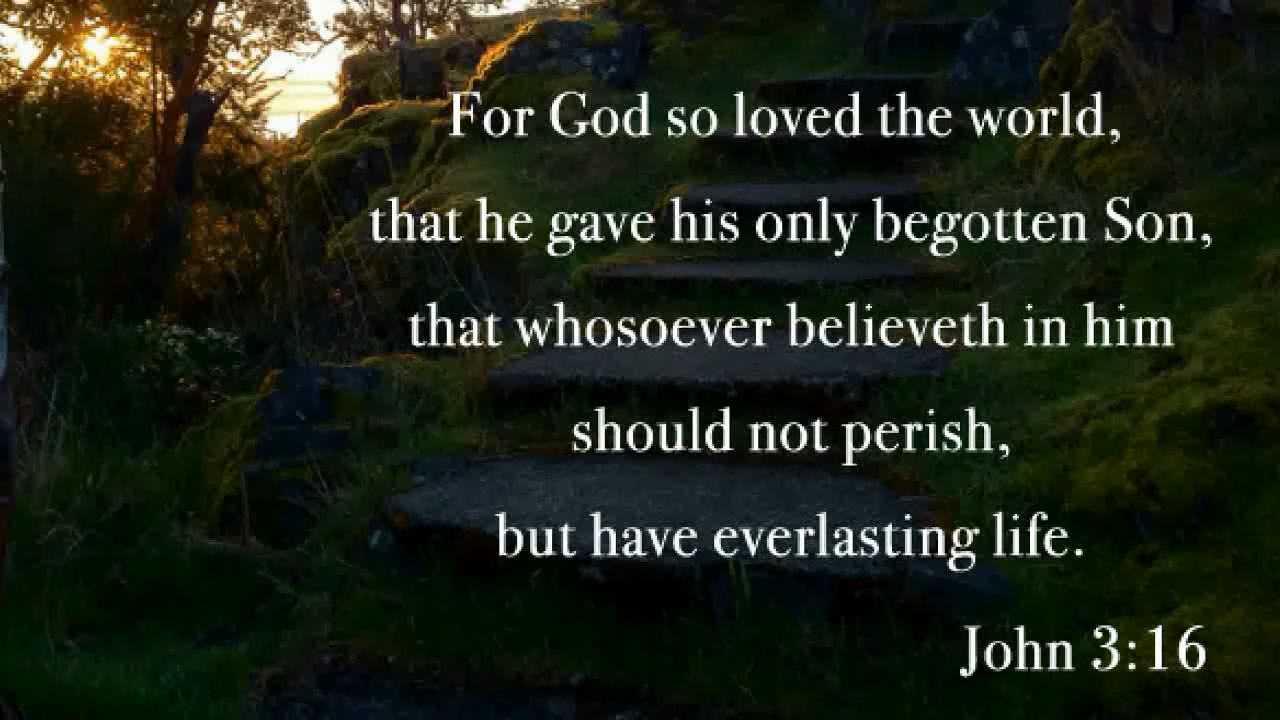 For God so loved the world,
that he gave his only begotten Son,
that whosoever believeth in him
should not perish,
but have everlasting life.
John 3:16